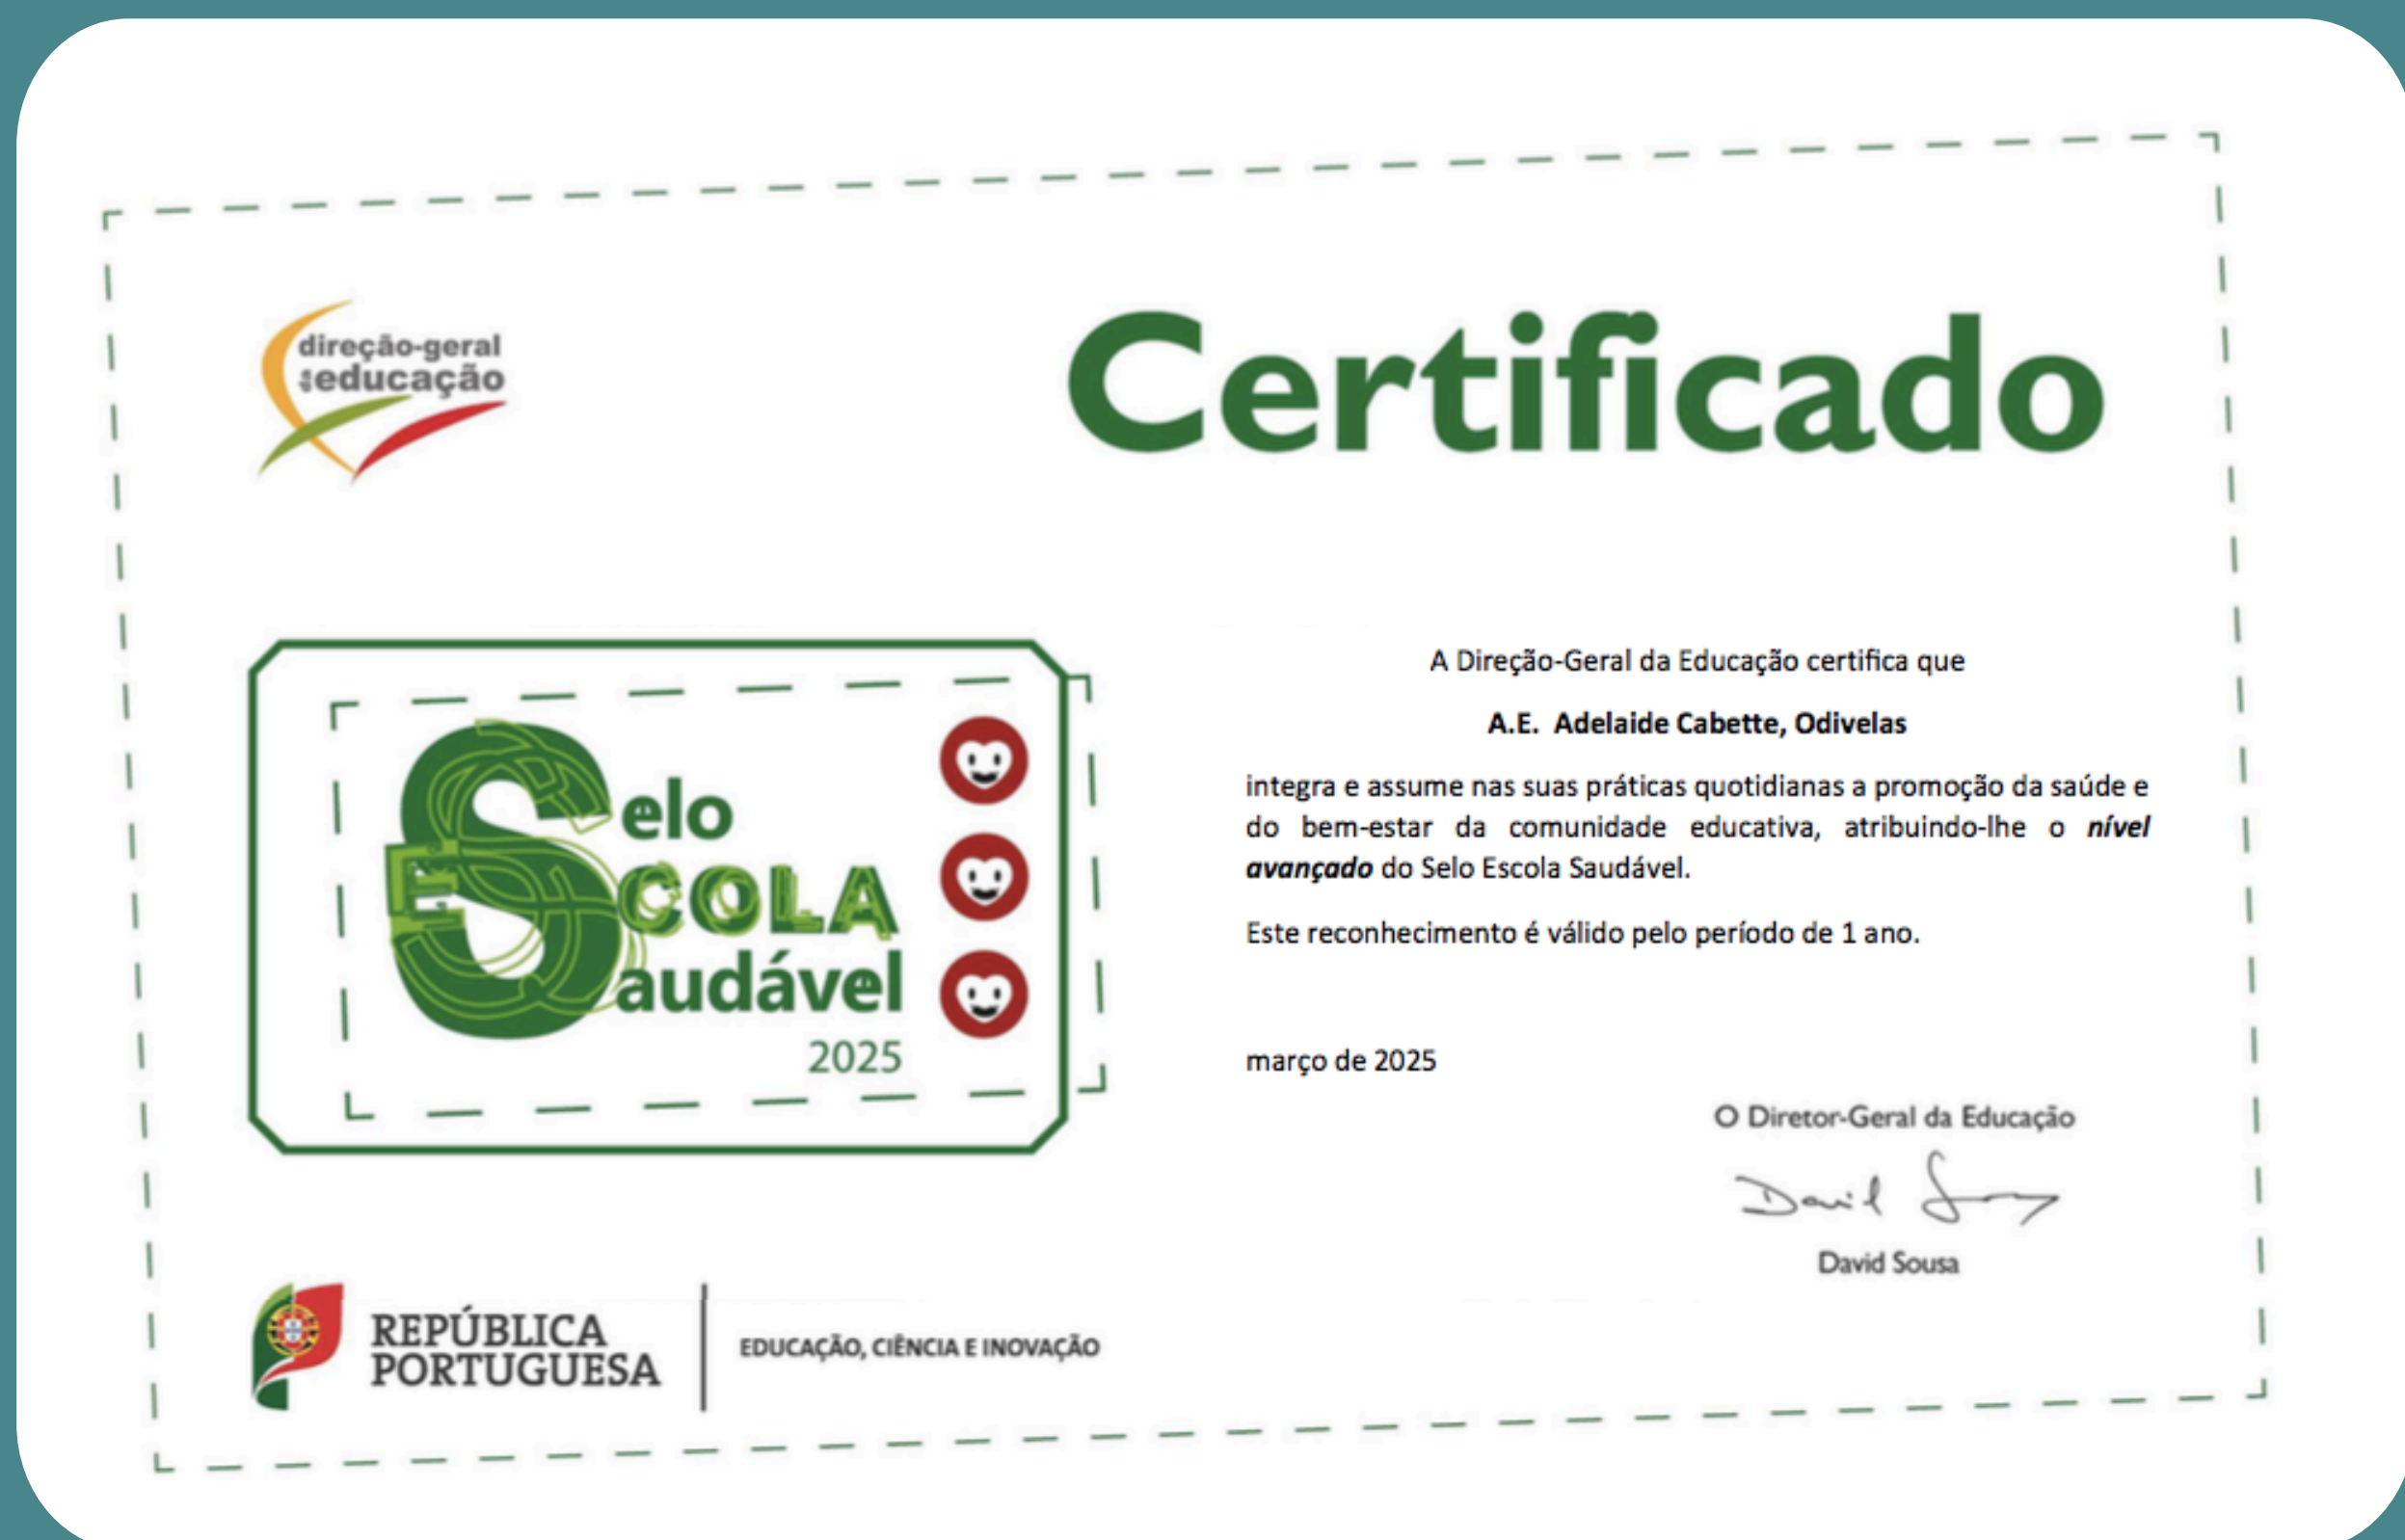 direção-geral
da educação
Certificado
Selo
ESCOLA
Saudável
2025
A Direção-Geral da Educação certifica que
A.E. Adelaide Cabette, Odivelas
integra e assume nas suas práticas quotidianas a promoção da saúde e
do bem-estar da comunidade educativa, atribuindo-lhe o nível
avançado do Selo Escola Saudável.
Este reconhecimento é válido pelo período de 1 ano.
março de 2025
O Diretor-Geral da Educação
David Sousa
David Sousa
REPÚBLICA
PORTUGUESA
EDUCAÇÃO, CIÊNCIA E INOVAÇÃO